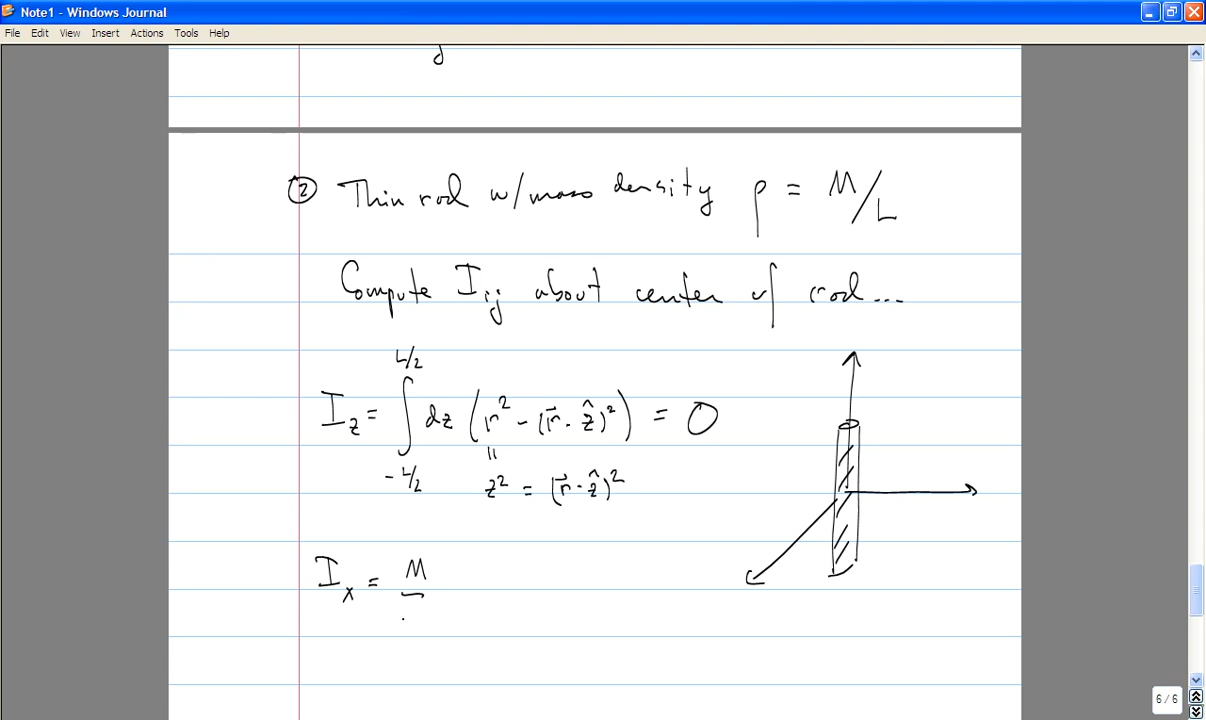 Note1 - Windows Journal
File Edit View Insert Actions Tools Help
② Thin rod w/mass density ρ = M/L
Compute I_ij about center of rod...
I_z = ∫_{-L/2}^{L/2} dz (r² - (r⃗ · ẑ)²) = 0
z² = (r⃗ · ẑ)²
I_x = M
6 / 6